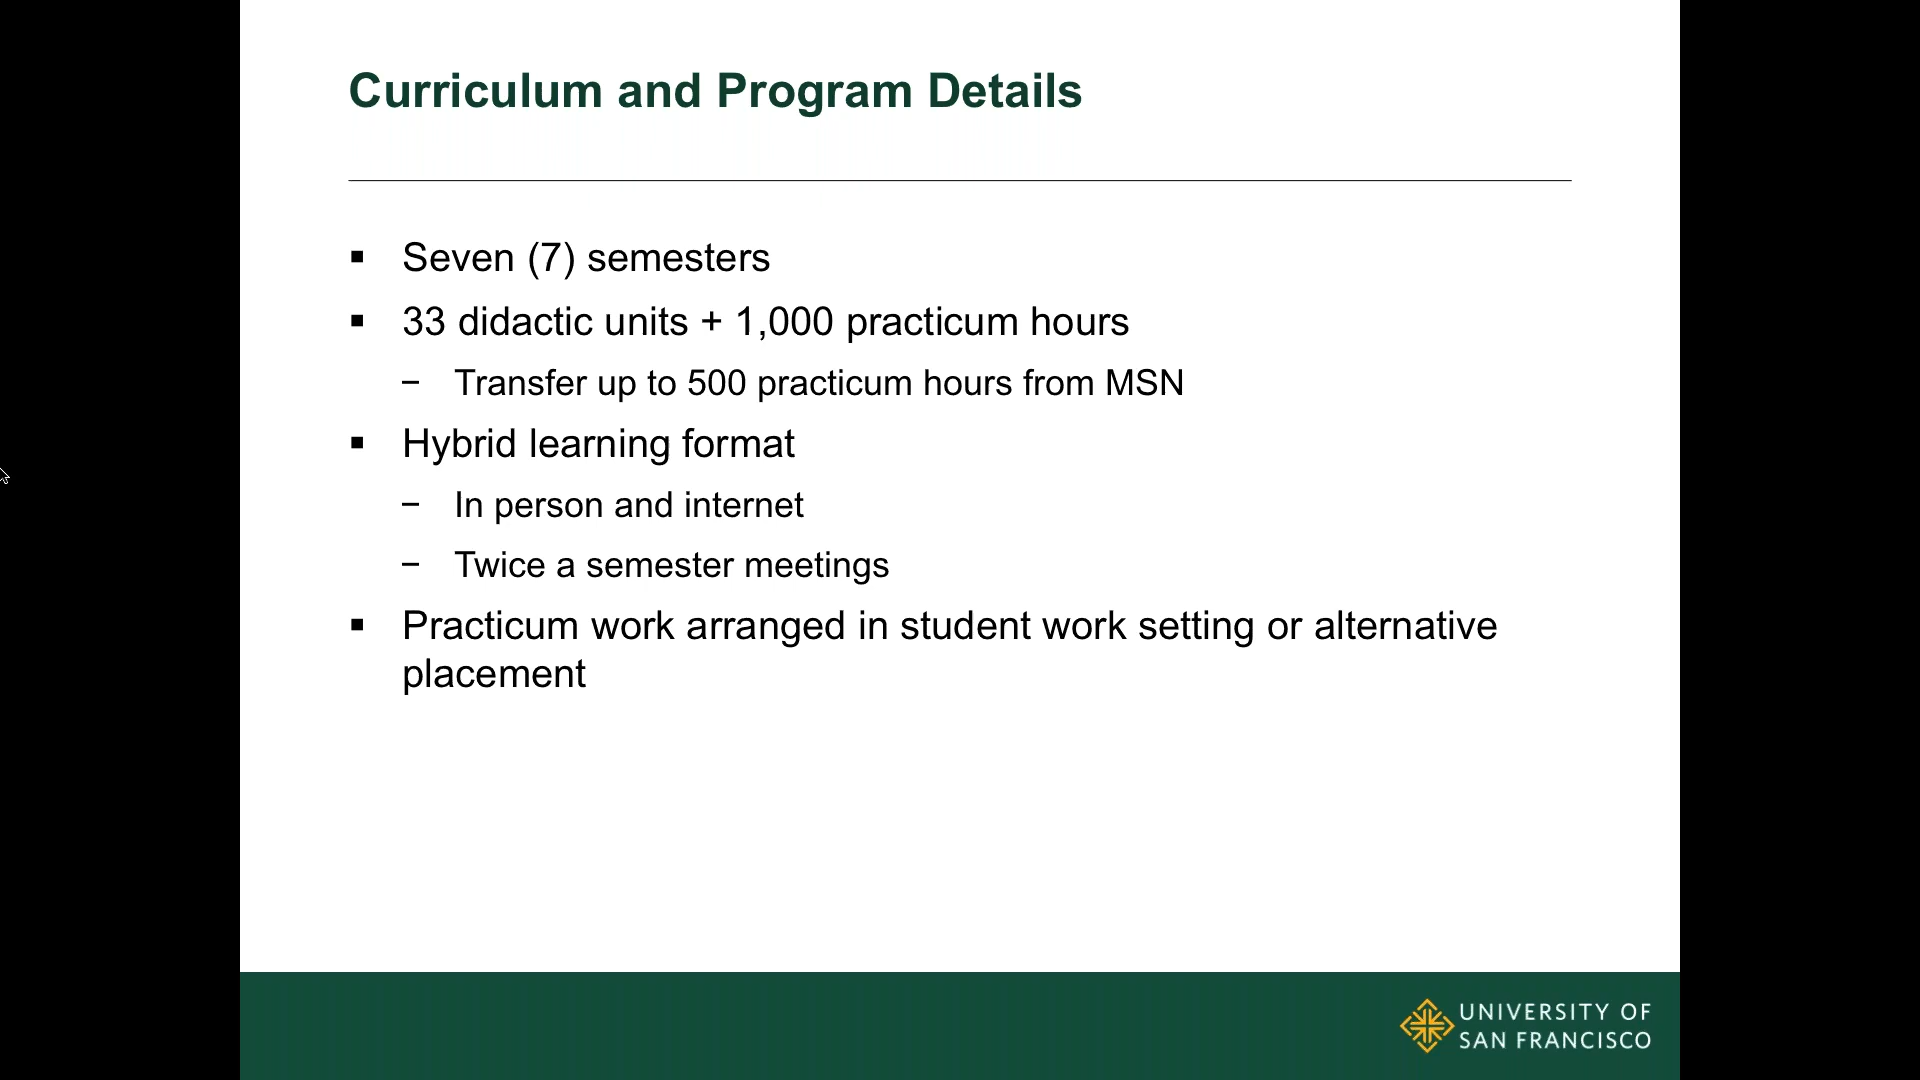 Curriculum and Program Details
▪ Seven (7) semesters
▪ 33 didactic units + 1,000 practicum hours
– Transfer up to 500 practicum hours from MSN
▪ Hybrid learning format
– In person and internet
– Twice a semester meetings
▪ Practicum work arranged in student work setting or alternative
placement
UNIVERSITY OF
SAN FRANCISCO